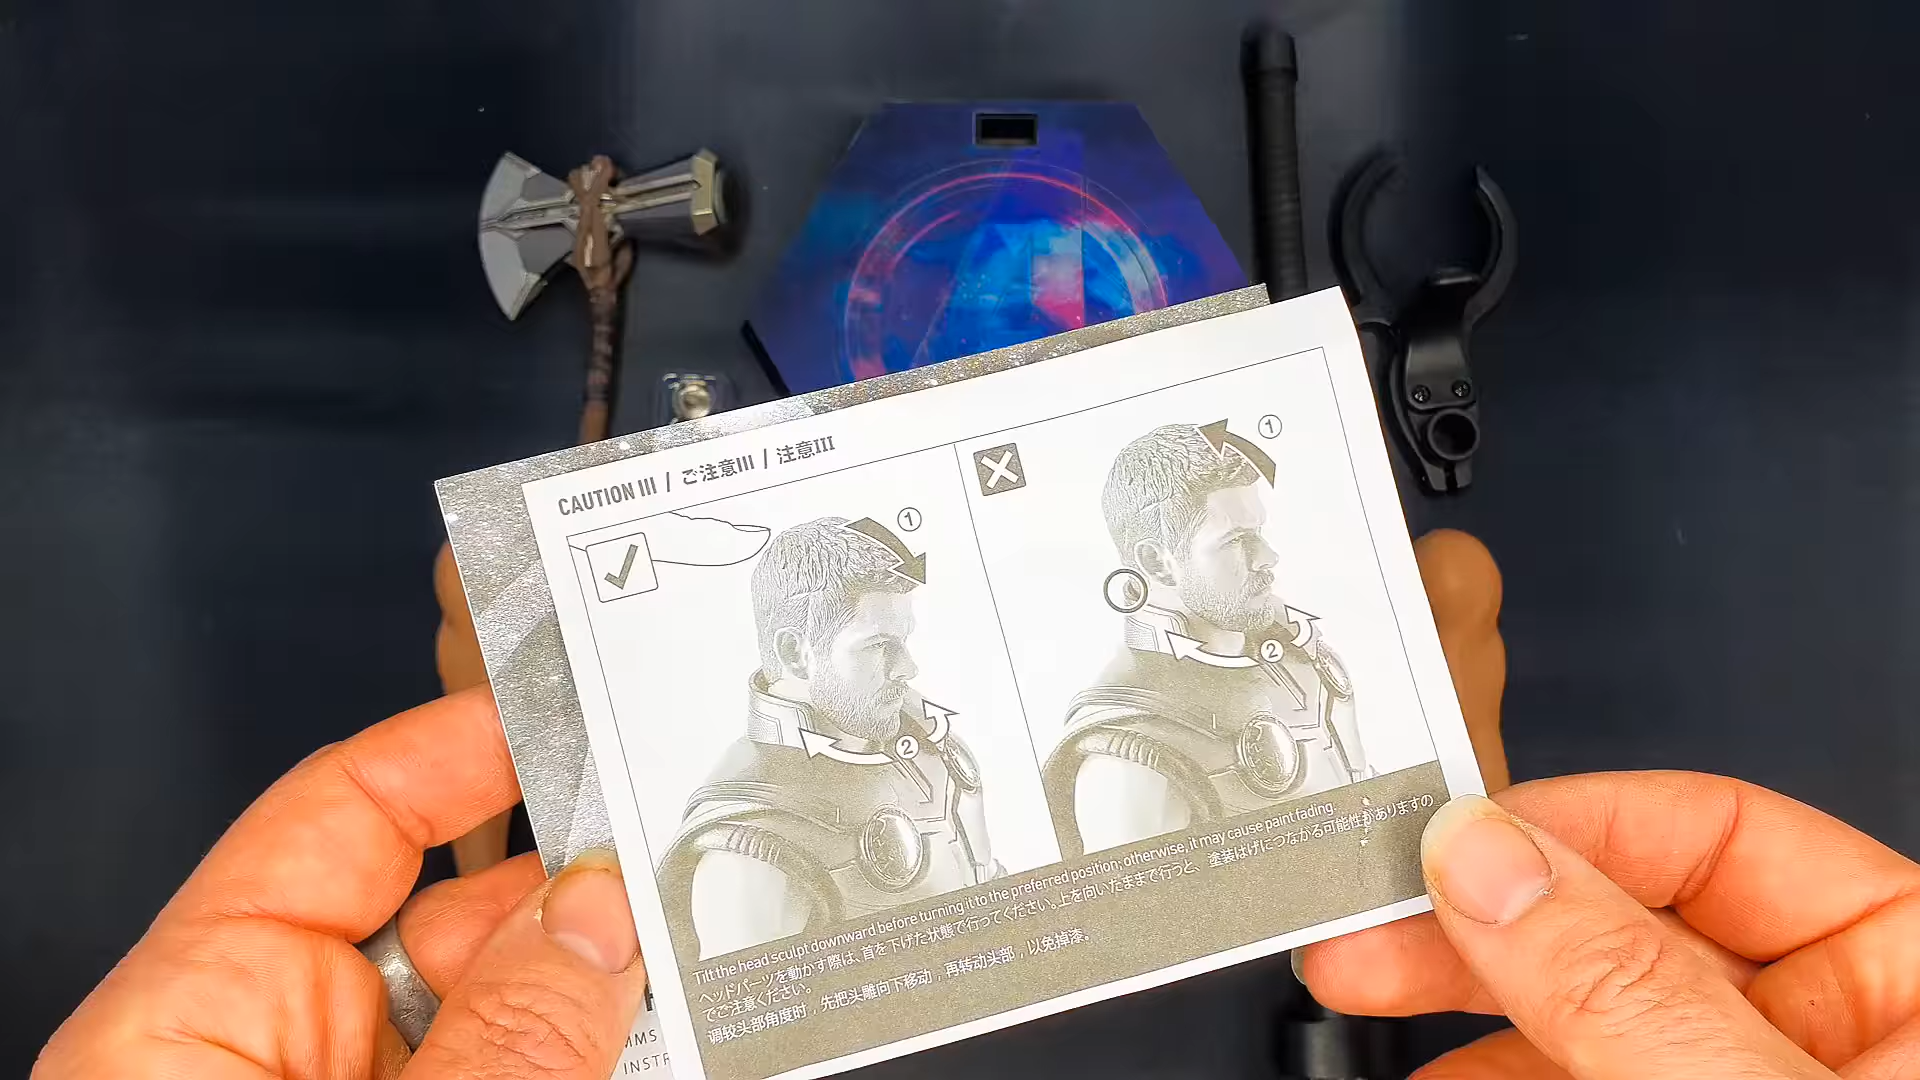 CAUTION III / ご注意III / 注意III
1
1
2
2
Tilt the head sculpt downward before turning it to the preferred position; otherwise, it may cause paint fading.
ヘッドパーツを動かす際は、首を下げた状態で行ってください。上を向いたままで行うと、塗装はげにつながる可能性がありますの
でご注意ください。
调较头部角度时，先把头雕向下移动，再转动头部，以免掉漆。
MMS
INSTR